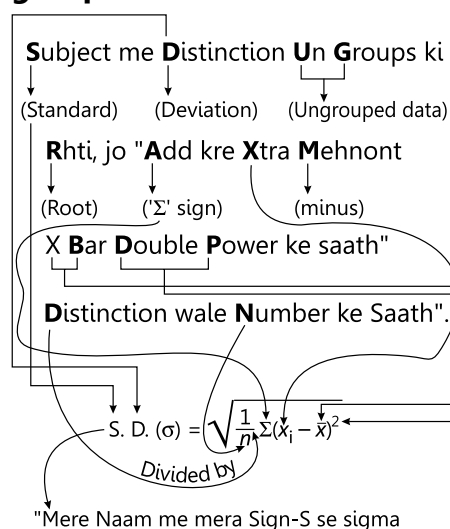 Subject me Distinction Un Groups ki
(Standard) (Deviation) (Ungrouped data)
Rhti, jo "Add kre Xtra Mehnont
(Root) ('Σ' sign) (minus)
X Bar Double Power ke saath"
Distinction wale Number ke Saath".
S. D. (σ) = √(1/n Σ(xᵢ − x̄)²)
Divided by
"Mere Naam me mera Sign-S se sigma